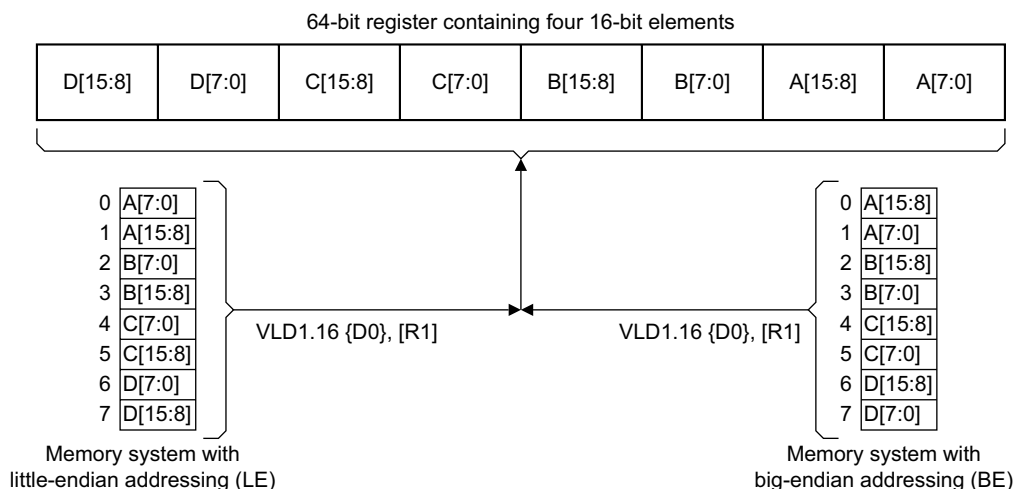 64-bit register containing four 16-bit elements
D[15:8] D[7:0] C[15:8] C[7:0] B[15:8] B[7:0] A[15:8] A[7:0]
0 A[7:0]
1 A[15:8]
2 B[7:0]
3 B[15:8]
4 C[7:0]
5 C[15:8]
6 D[7:0]
7 D[15:8]
VLD1.16 {D0}, [R1]
Memory system with
little-endian addressing (LE)
VLD1.16 {D0}, [R1]
0 A[15:8]
1 A[7:0]
2 B[15:8]
3 B[7:0]
4 C[15:8]
5 C[7:0]
6 D[15:8]
7 D[7:0]
Memory system with
big-endian addressing (BE)